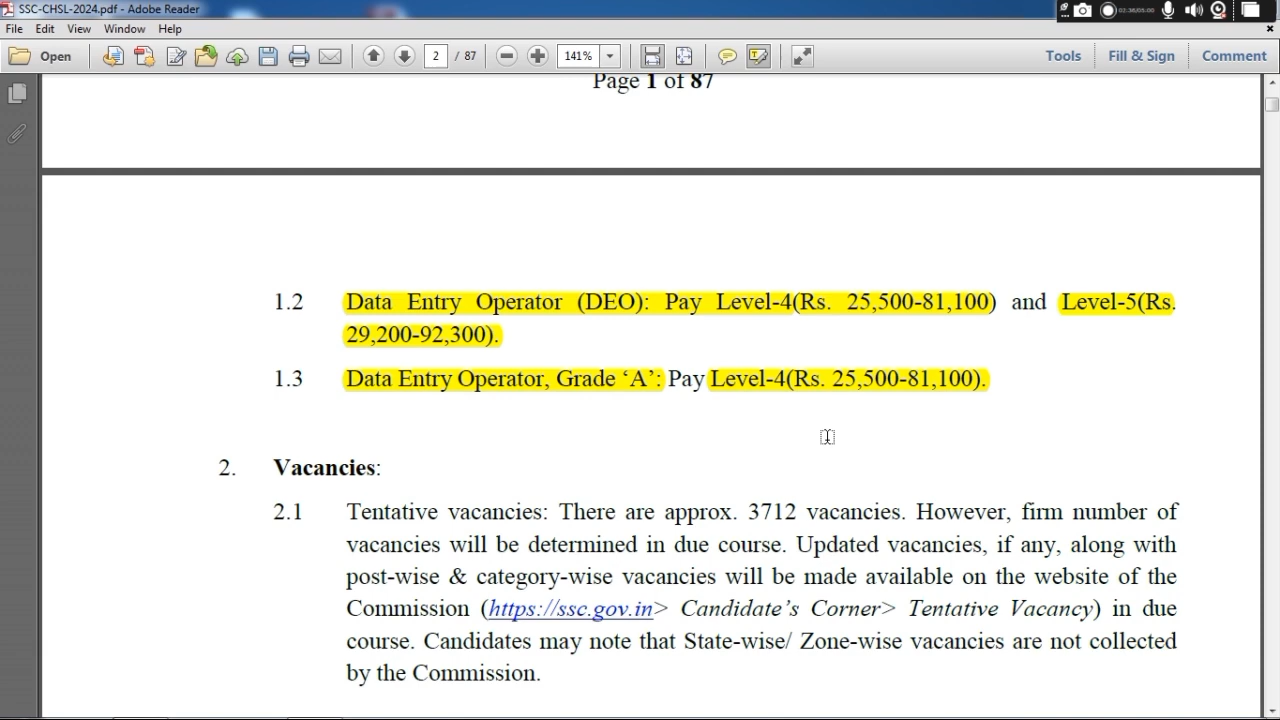 SSC-CHSL-2024.pdf - Adobe Reader
02:36/05:00
File Edit View Window Help
Open 2 / 87 141% Tools Fill & Sign Comment
Page 1 of 87
1.2 Data Entry Operator (DEO): Pay Level-4(Rs. 25,500-81,100) and Level-5(Rs.
29,200-92,300).
1.3 Data Entry Operator, Grade ‘A’: Pay Level-4(Rs. 25,500-81,100).
2. Vacancies:
2.1 Tentative vacancies: There are approx. 3712 vacancies. However, firm number of
vacancies will be determined in due course. Updated vacancies, if any, along with
post-wise & category-wise vacancies will be made available on the website of the
Commission (https://ssc.gov.in> Candidate’s Corner> Tentative Vacancy) in due
course. Candidates may note that State-wise/ Zone-wise vacancies are not collected
by the Commission.